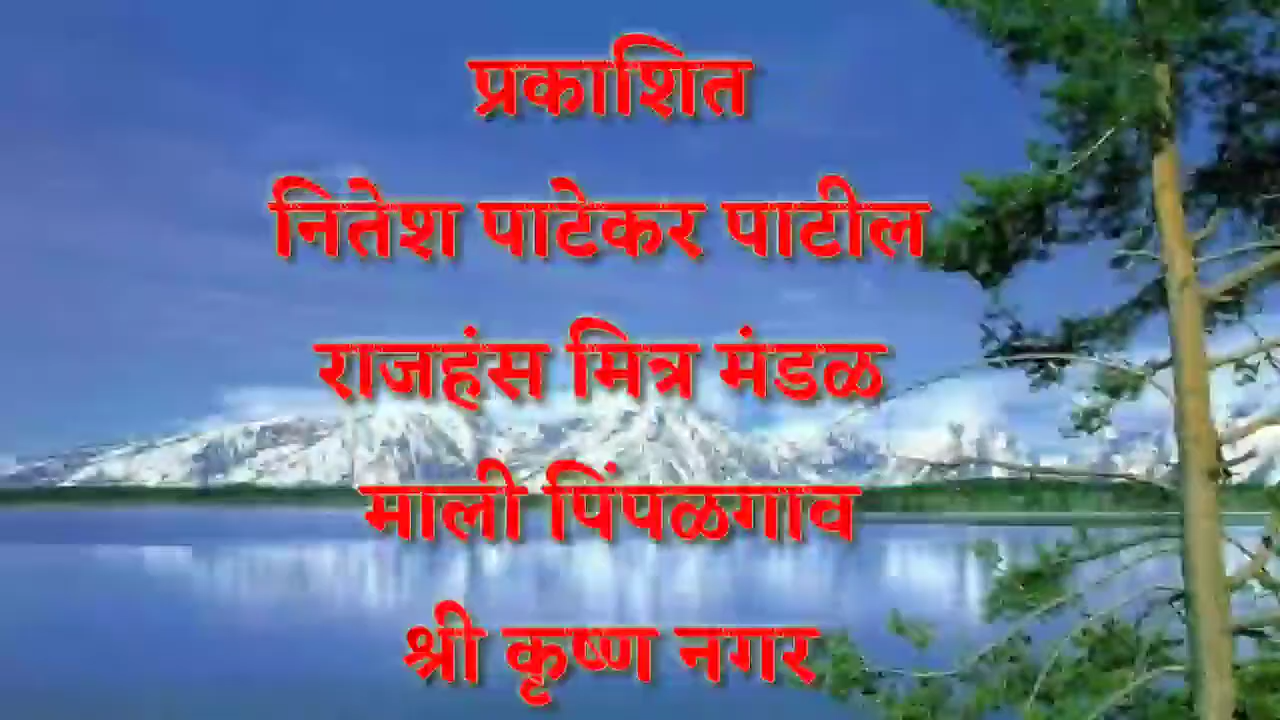 प्रकाशित
नितेश पाटेकर पाटील
राजहंस मित्र मंडळ
माली पिंपळगाव
श्री कृष्ण नगर